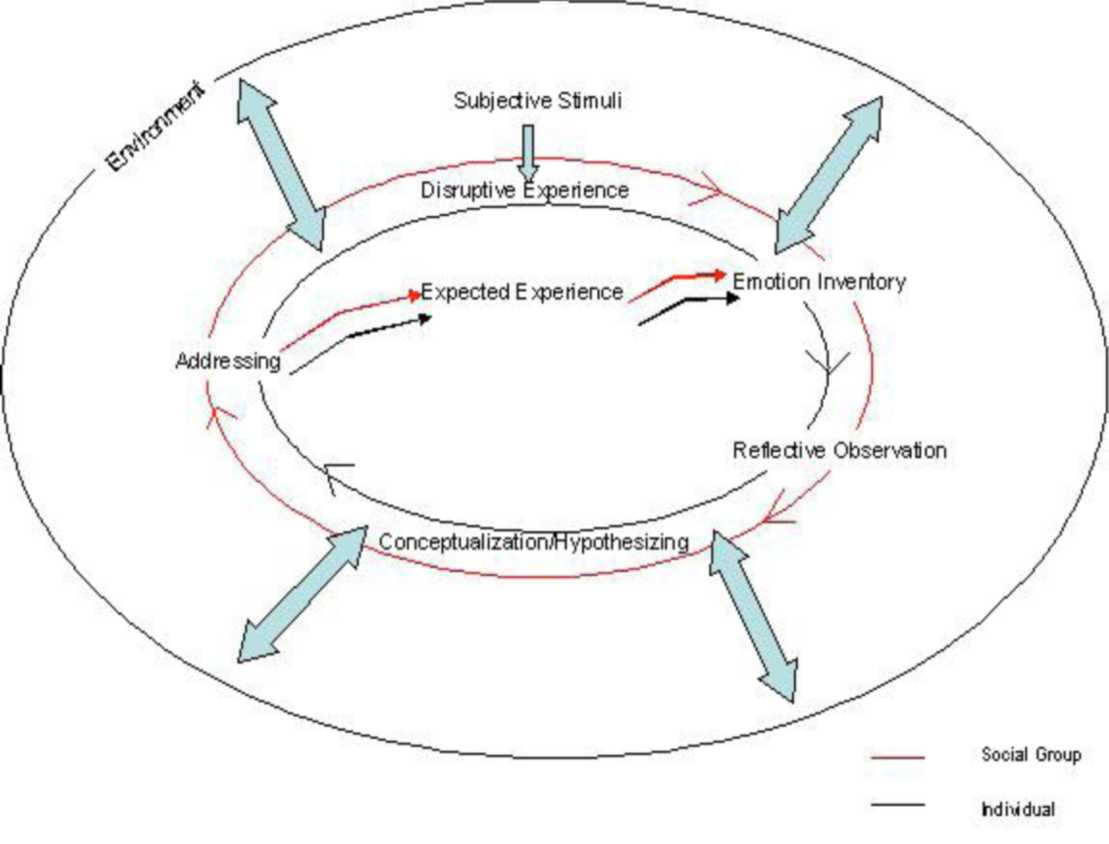 Environment
Subjective Stimuli
Disruptive Experience
Expected Experience
Emotion Inventory
Addressing
Reflective Observation
Conceptualization/Hypothesizing
Social Group
Individual